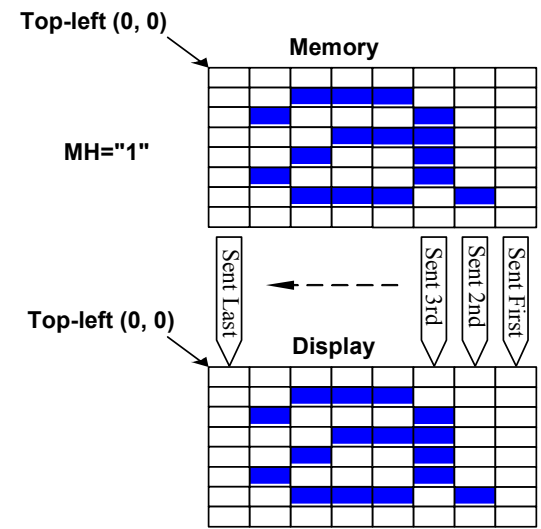 Top-left (0, 0)
Memory
MH="1"
Sent Last
Sent 3rd
Sent 2nd
Sent First
Top-left (0, 0)
Display